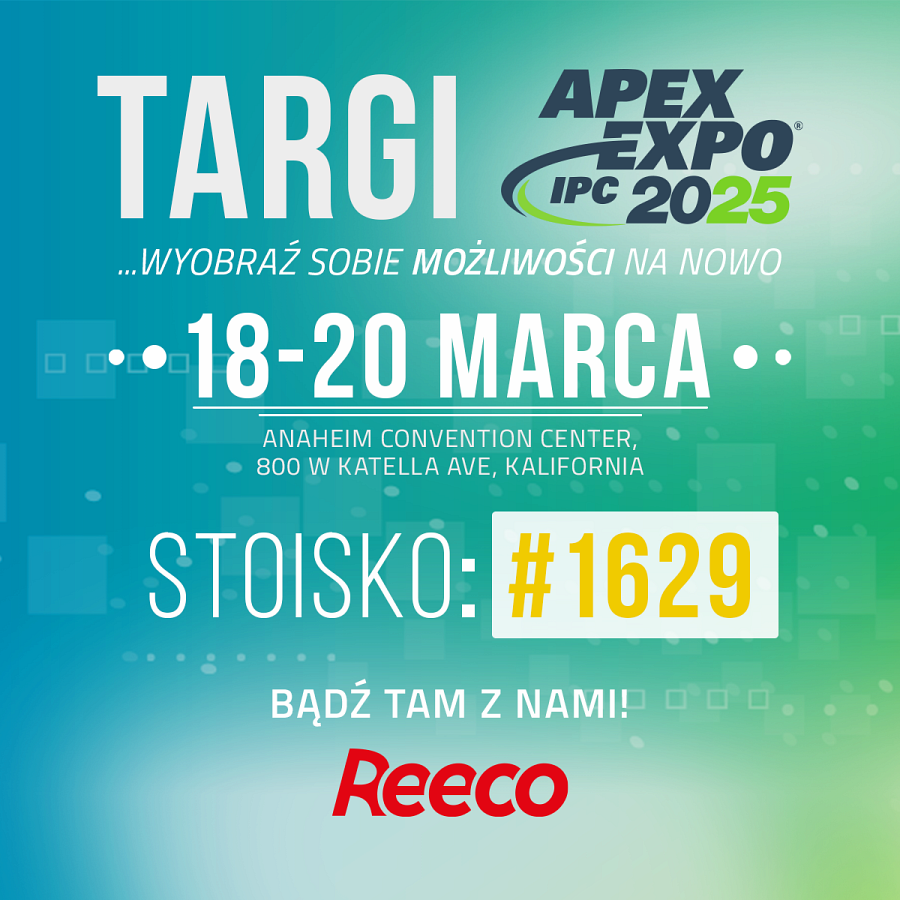 TARGI
APEX
EXPO®
IPC 2025
...WYOBRAŹ SOBIE MOŻLIWOŚCI NA NOWO
18-20 MARCA
ANAHEIM CONVENTION CENTER,
800 W KATELLA AVE, KALIFORNIA
STOISKO: #1629
BĄDŹ TAM Z NAMI!
Reeco